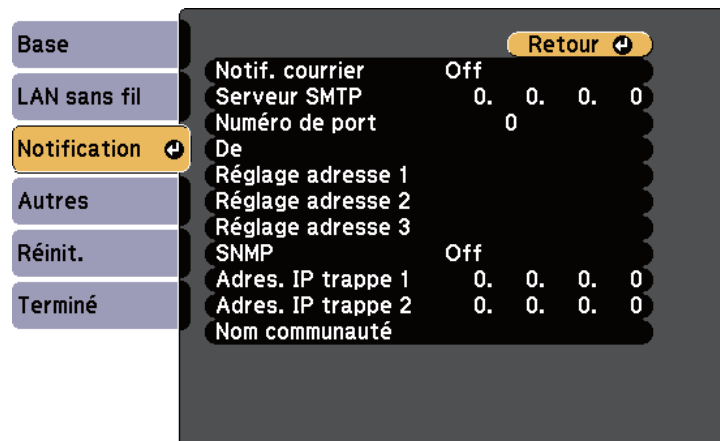 Base
LAN sans fil
Notification
Autres
Réinit.
Terminé
Retour
Notif. courrier Off
Serveur SMTP 0. 0. 0. 0
Numéro de port 0
De
Réglage adresse 1
Réglage adresse 2
Réglage adresse 3
SNMP Off
Adres. IP trappe 1 0. 0. 0. 0
Adres. IP trappe 2 0. 0. 0. 0
Nom communauté